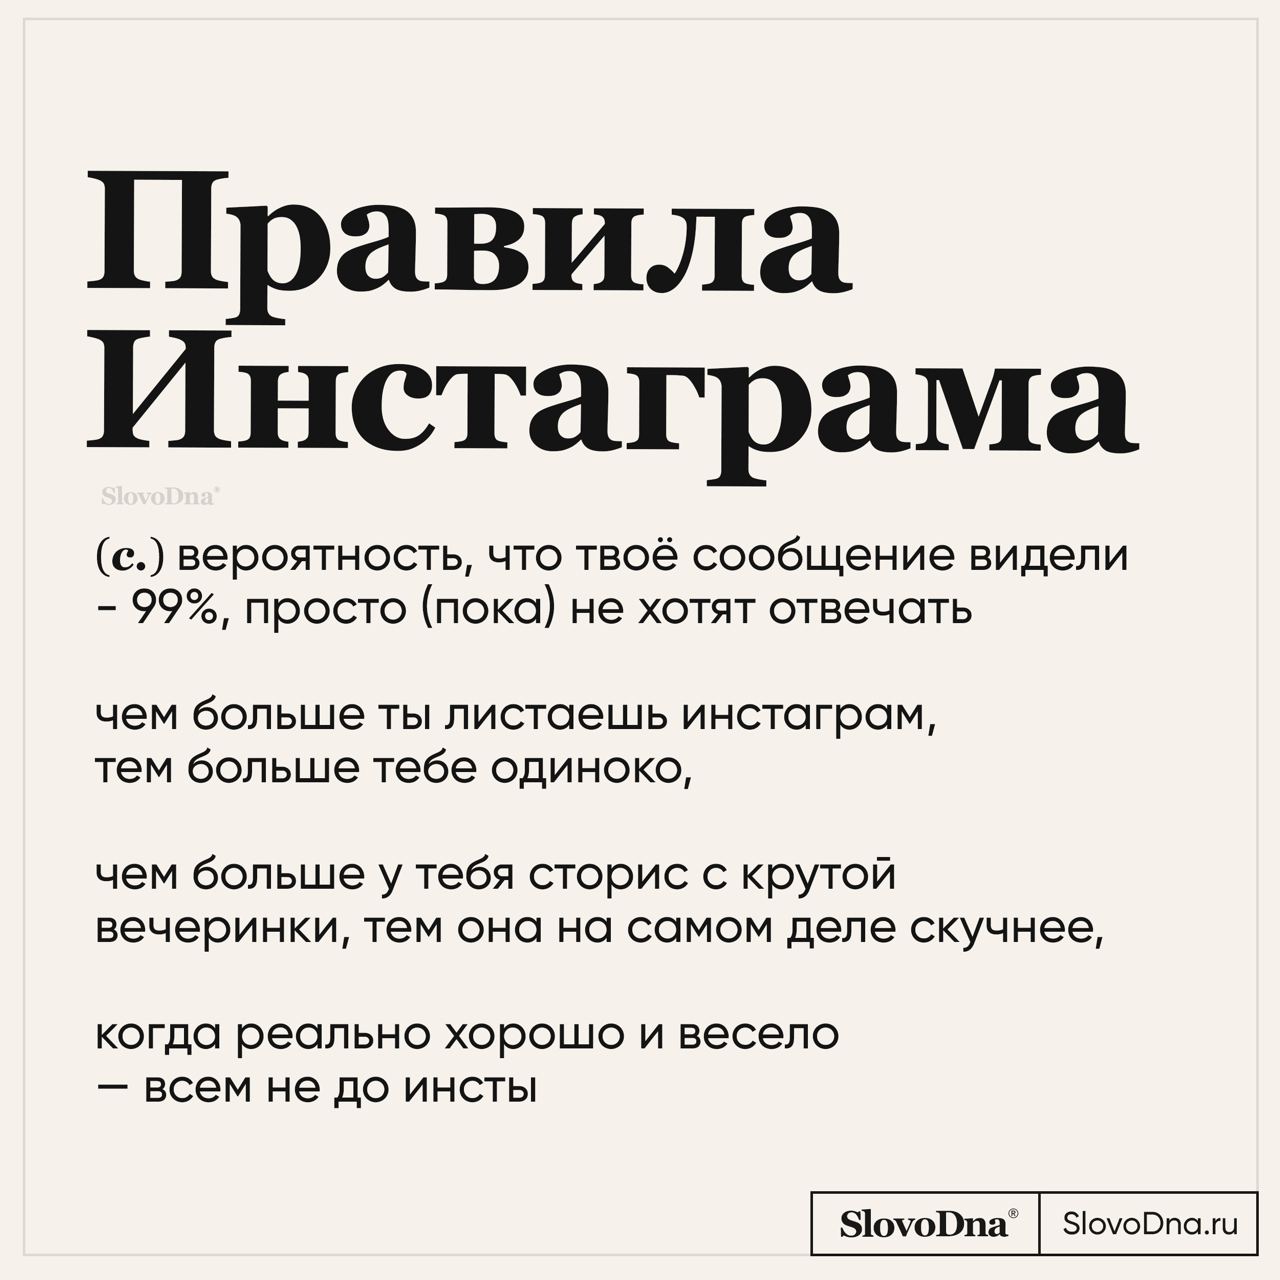 Правила
Инстаграма
SlovoDna®
(с.) вероятность, что твоё сообщение видели
- 99%, просто (пока) не хотят отвечать
чем больше ты листаешь инстаграм,
тем больше тебе одиноко,
чем больше у тебя сторис с крутой
вечеринки, тем она на самом деле скучнее,
когда реально хорошо и весело
— всем не до инсты
SlovoDna® SlovoDna.ru